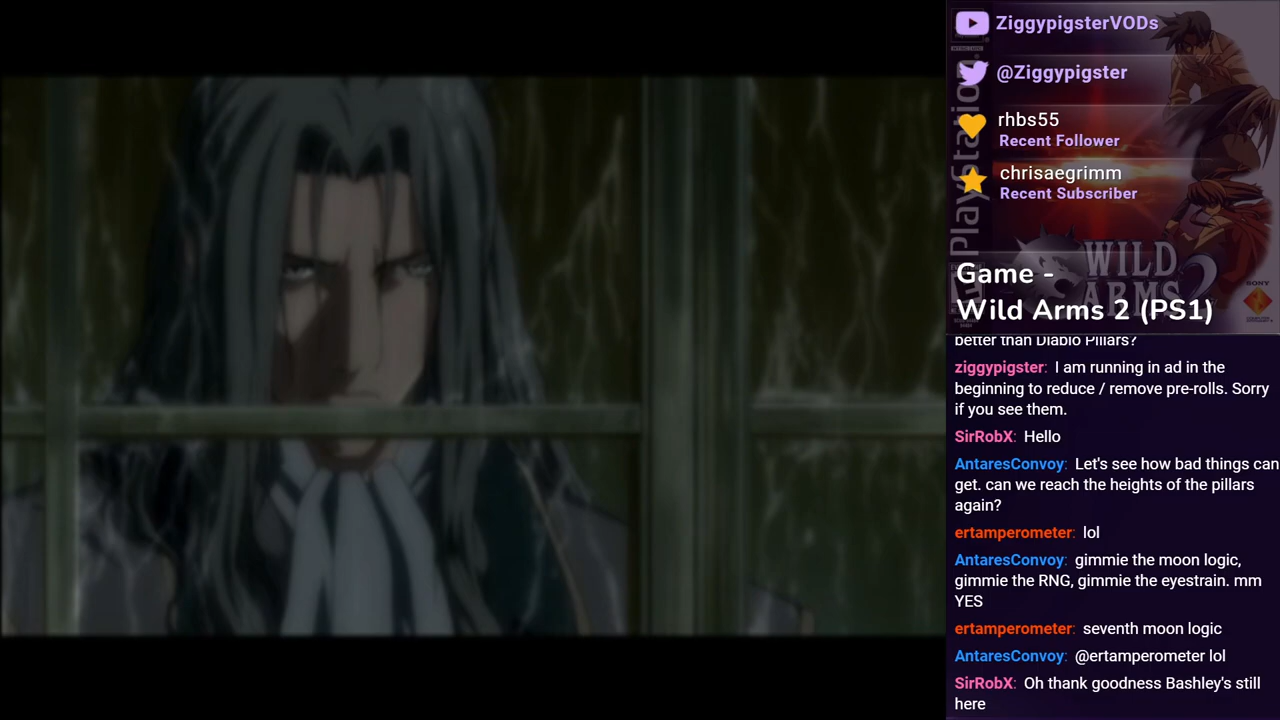 ZiggypigsterVODs
@Ziggypigster
rhbs55
Recent Follower
chrisaegrimm
Recent Subscriber
PlayStation
WILD
ARMS 2
SONY
Game -
Wild Arms 2 (PS1)
better than Diablo Pillars?
ziggypigster: I am running in ad in the
beginning to reduce / remove pre-rolls. Sorry
if you see them.
SirRobX: Hello
AntaresConvoy: Let's see how bad things can
get. can we reach the heights of the pillars
again?
ertamperometer: lol
AntaresConvoy: gimmie the moon logic,
gimmie the RNG, gimmie the eyestrain. mm
YES
ertamperometer: seventh moon logic
AntaresConvoy: @ertamperometer lol
SirRobX: Oh thank goodness Bashley's still
here